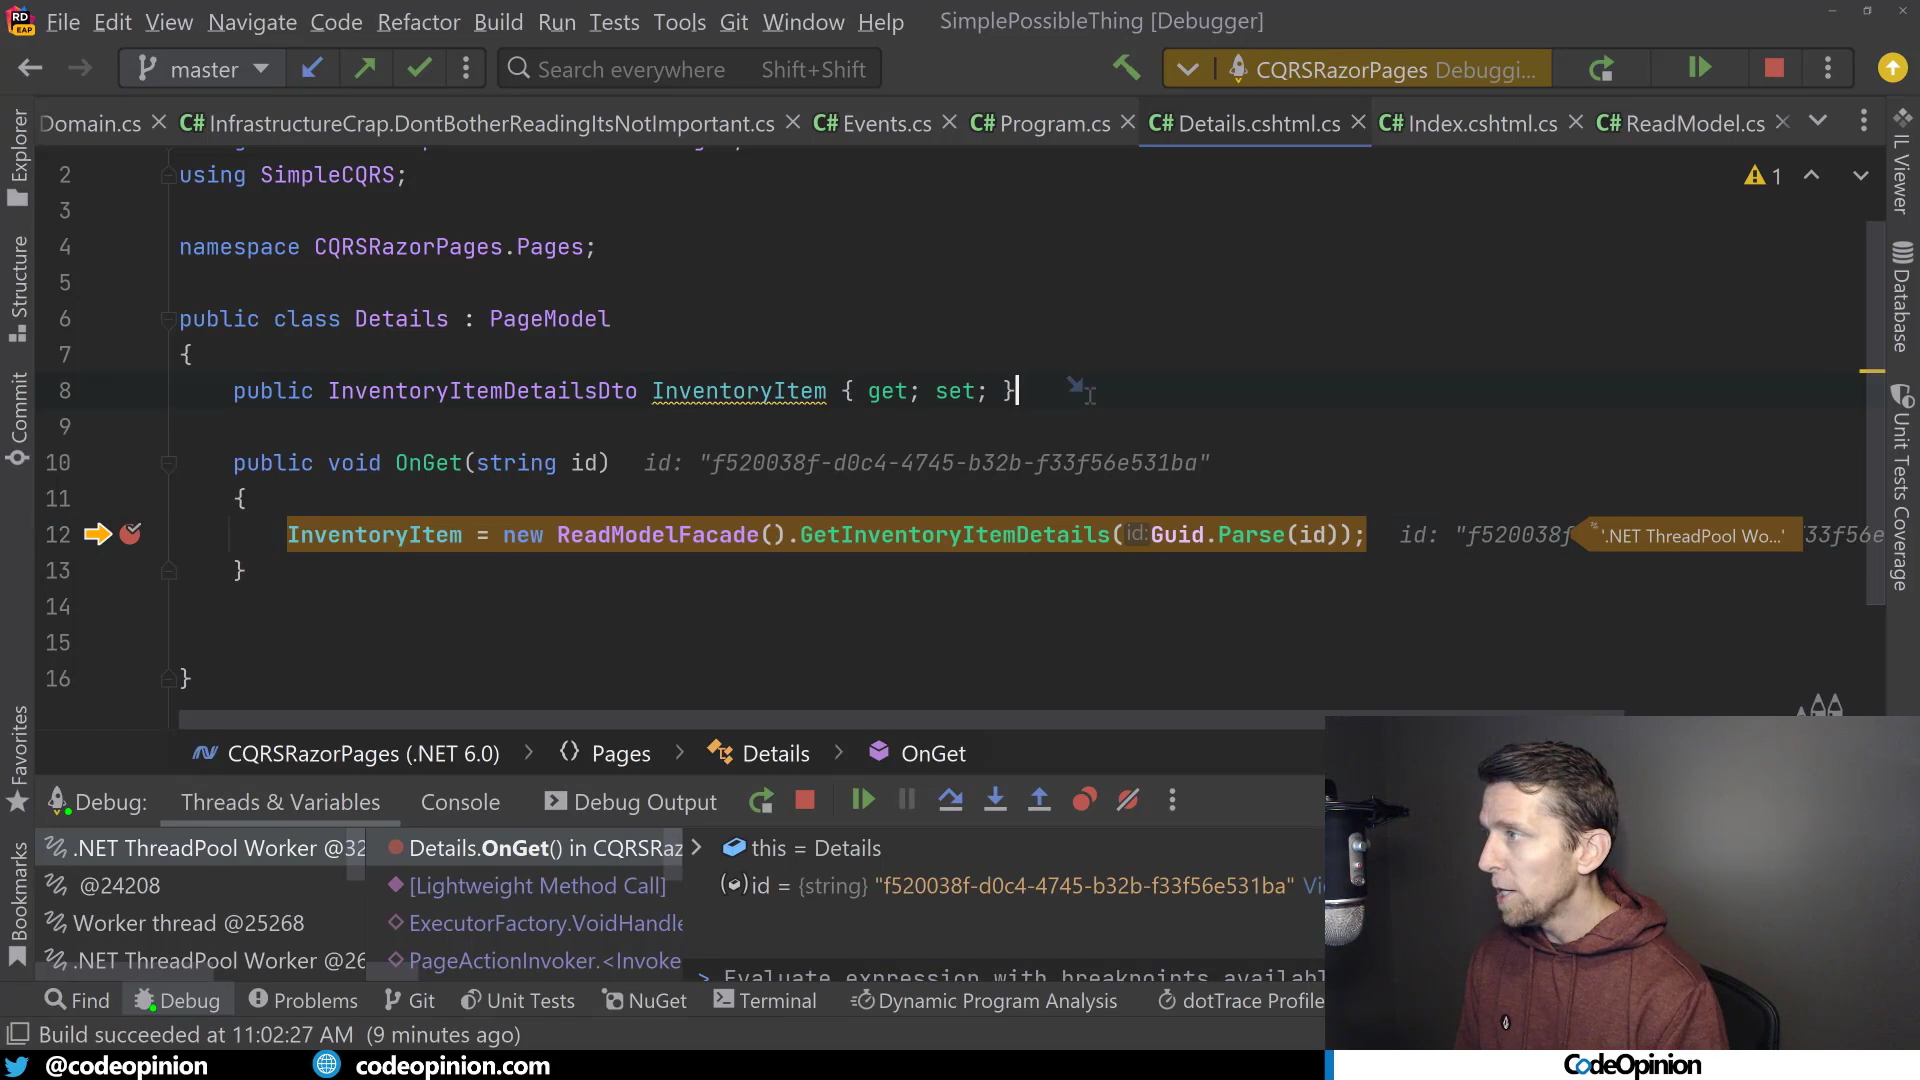 RD EAP File Edit View Navigate Code Refactor Build Run Tests Tools Git Window Help SimplePossibleThing [Debugger]
master Search everywhere Shift+Shift CQRSRazorPages Debuggi...
Domain.cs C# InfrastructureCrap.DontBotherReadingItsNotImportant.cs C# Events.cs C# Program.cs C# Details.cshtml.cs C# Index.cshtml.cs C# ReadModel.cs
Explorer
Structure
Commit
Favorites
Bookmarks
2 using SimpleCQRS;
1
3
4 namespace CQRSRazorPages.Pages;
5
6 public class Details : PageModel
7 {
8 public InventoryItemDetailsDto InventoryItem { get; set; }
9
10 public void OnGet(string id) id: "f520038f-d0c4-4745-b32b-f33f56e531ba"
11 {
12 InventoryItem = new ReadModelFacade().GetInventoryItemDetails(id:Guid.Parse(id)); id: "f520038f '.NET ThreadPool Wo...' 33f56e
13 }
14
15
16 }
IL Viewer
Database
Unit Tests Coverage
CQRSRazorPages (.NET 6.0) > Pages > Details > OnGet
Debug: Threads & Variables Console Debug Output
.NET ThreadPool Worker @32 Details.OnGet() in CQRSRaz this = Details
@24208 [Lightweight Method Call] id = {string} "f520038f-d0c4-4745-b32b-f33f56e531ba" Vi
Worker thread @25268 ExecutorFactory.VoidHandle
.NET ThreadPool Worker @26 PageActionInvoker.<Invoke > Evaluate expression with breakpoints availabl
Find Debug Problems Git Unit Tests NuGet Terminal Dynamic Program Analysis dotTrace Profile
Build succeeded at 11:02:27 AM (9 minutes ago)
@codeopinion codeopinion.com CodeOpinion